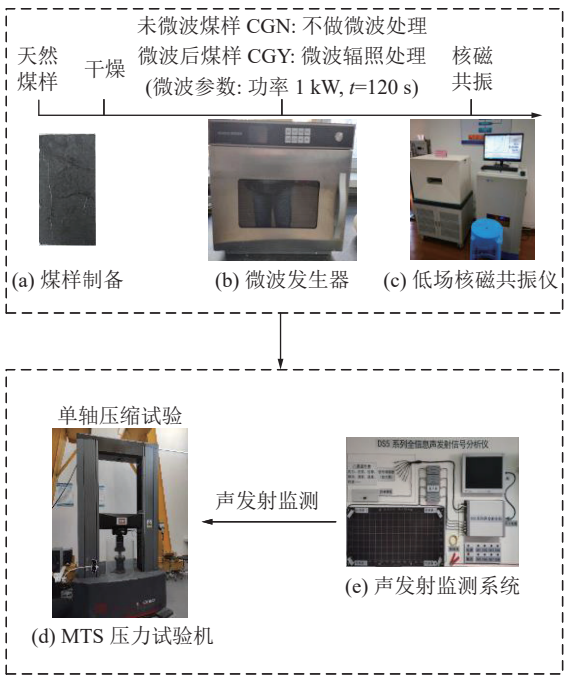 未微波煤样 CGN: 不做微波处理
天然
煤样
干燥
微波后煤样 CGY: 微波辐照处理
(微波参数: 功率 1 kW, t=120 s)
核磁
共振
(a) 煤样制备
(b) 微波发生器
(c) 低场核磁共振仪
单轴压缩试验
DS5 系列全信息声发射信号分析仪
声发射监测
(d) MTS 压力试验机
(e) 声发射监测系统